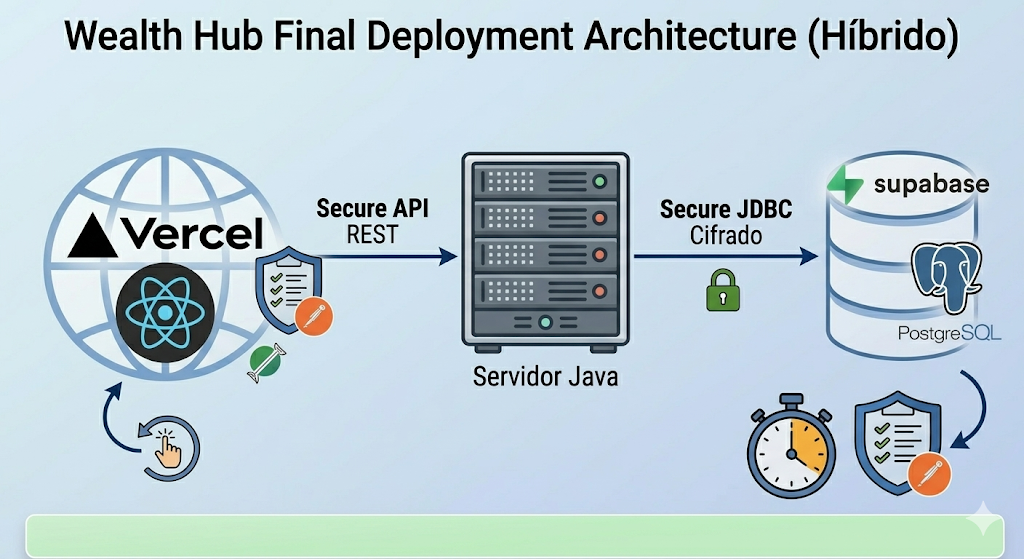 Wealth Hub Final Deployment Architecture (Híbrido)
Vercel
Secure API
REST
Servidor Java
Secure JDBC
Cifrado
supabase
PostgreSQL